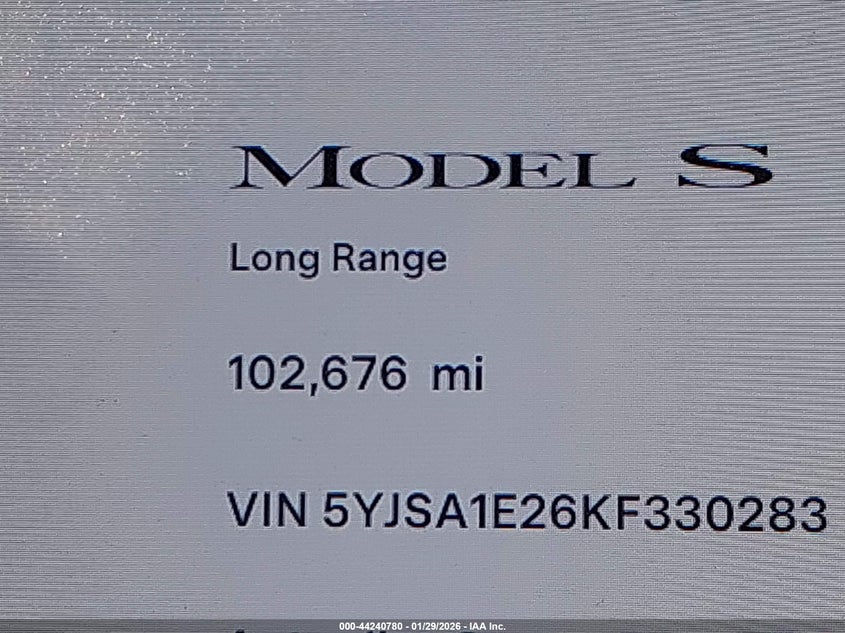 MODEL S
Long Range
102,676 mi
VIN 5YJSA1E26KF330283
000-44240780 - 01/29/2026 - IAA Inc.